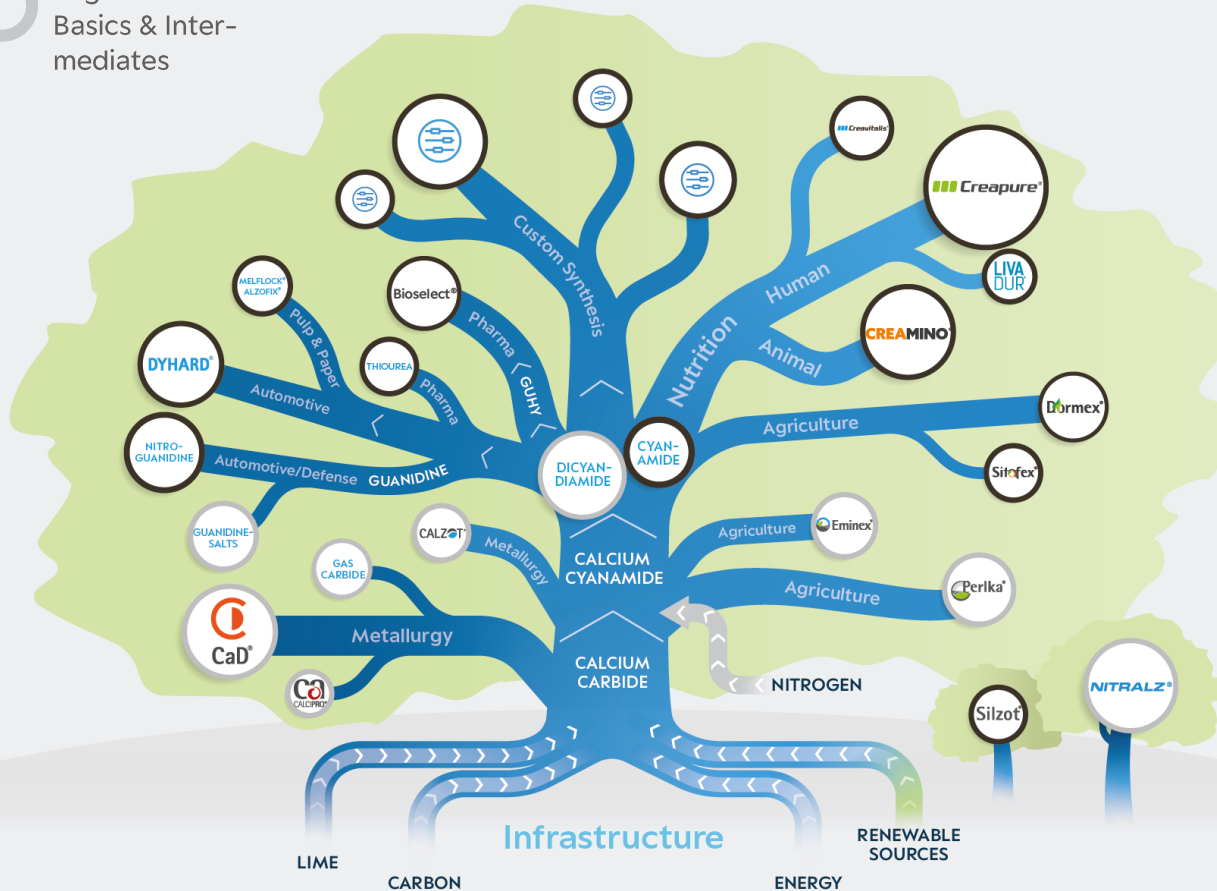 Basics & Inter-
mediates
Creavitalis®
Creapure®
Custom Synthesis
Human
LIVA
DUR®
MELFLOCK®
ALZOFIX®
Bioselect®
Pulp & Paper
Pharma
Nutrition
CREAMINO®
Animal
DYHARD®
THIOUREA
Pharma
GUHY
Automotive
Dormex®
Agriculture
NITRO-
GUANIDINE
Automotive/Defense
GUANIDINE
DICYAN-
DIAMIDE
CYAN-
AMIDE
Sitofex®
GUANIDINE-
SALTS
CALZOT®
Metallurgy
Agriculture
Eminex®
GAS
CARBIDE
CALCIUM
CYANAMIDE
Agriculture
Perlka®
CaD®
Metallurgy
CALCIUM
CARBIDE
NITROGEN
ca
CALCIPRO®
Silzot®
NITRALZ®
Infrastructure
LIME
CARBON
ENERGY
RENEWABLE
SOURCES